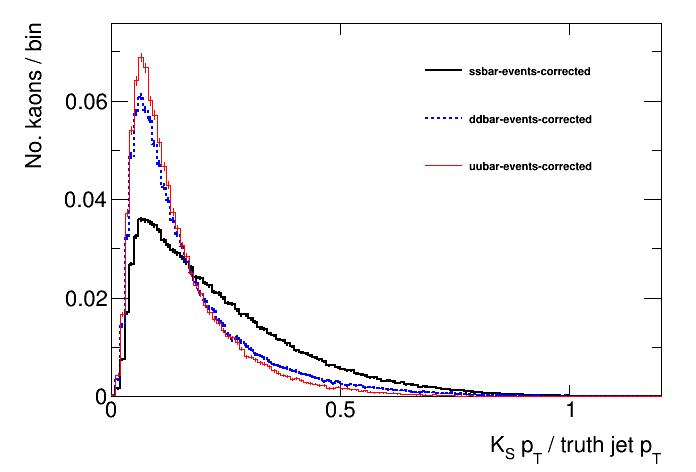 No. kaons / bin
0.06
0.04
0.02
0
0 0.5 1
ssbar-events-corrected
ddbar-events-corrected
uubar-events-corrected
K_S p_T / truth jet p_T